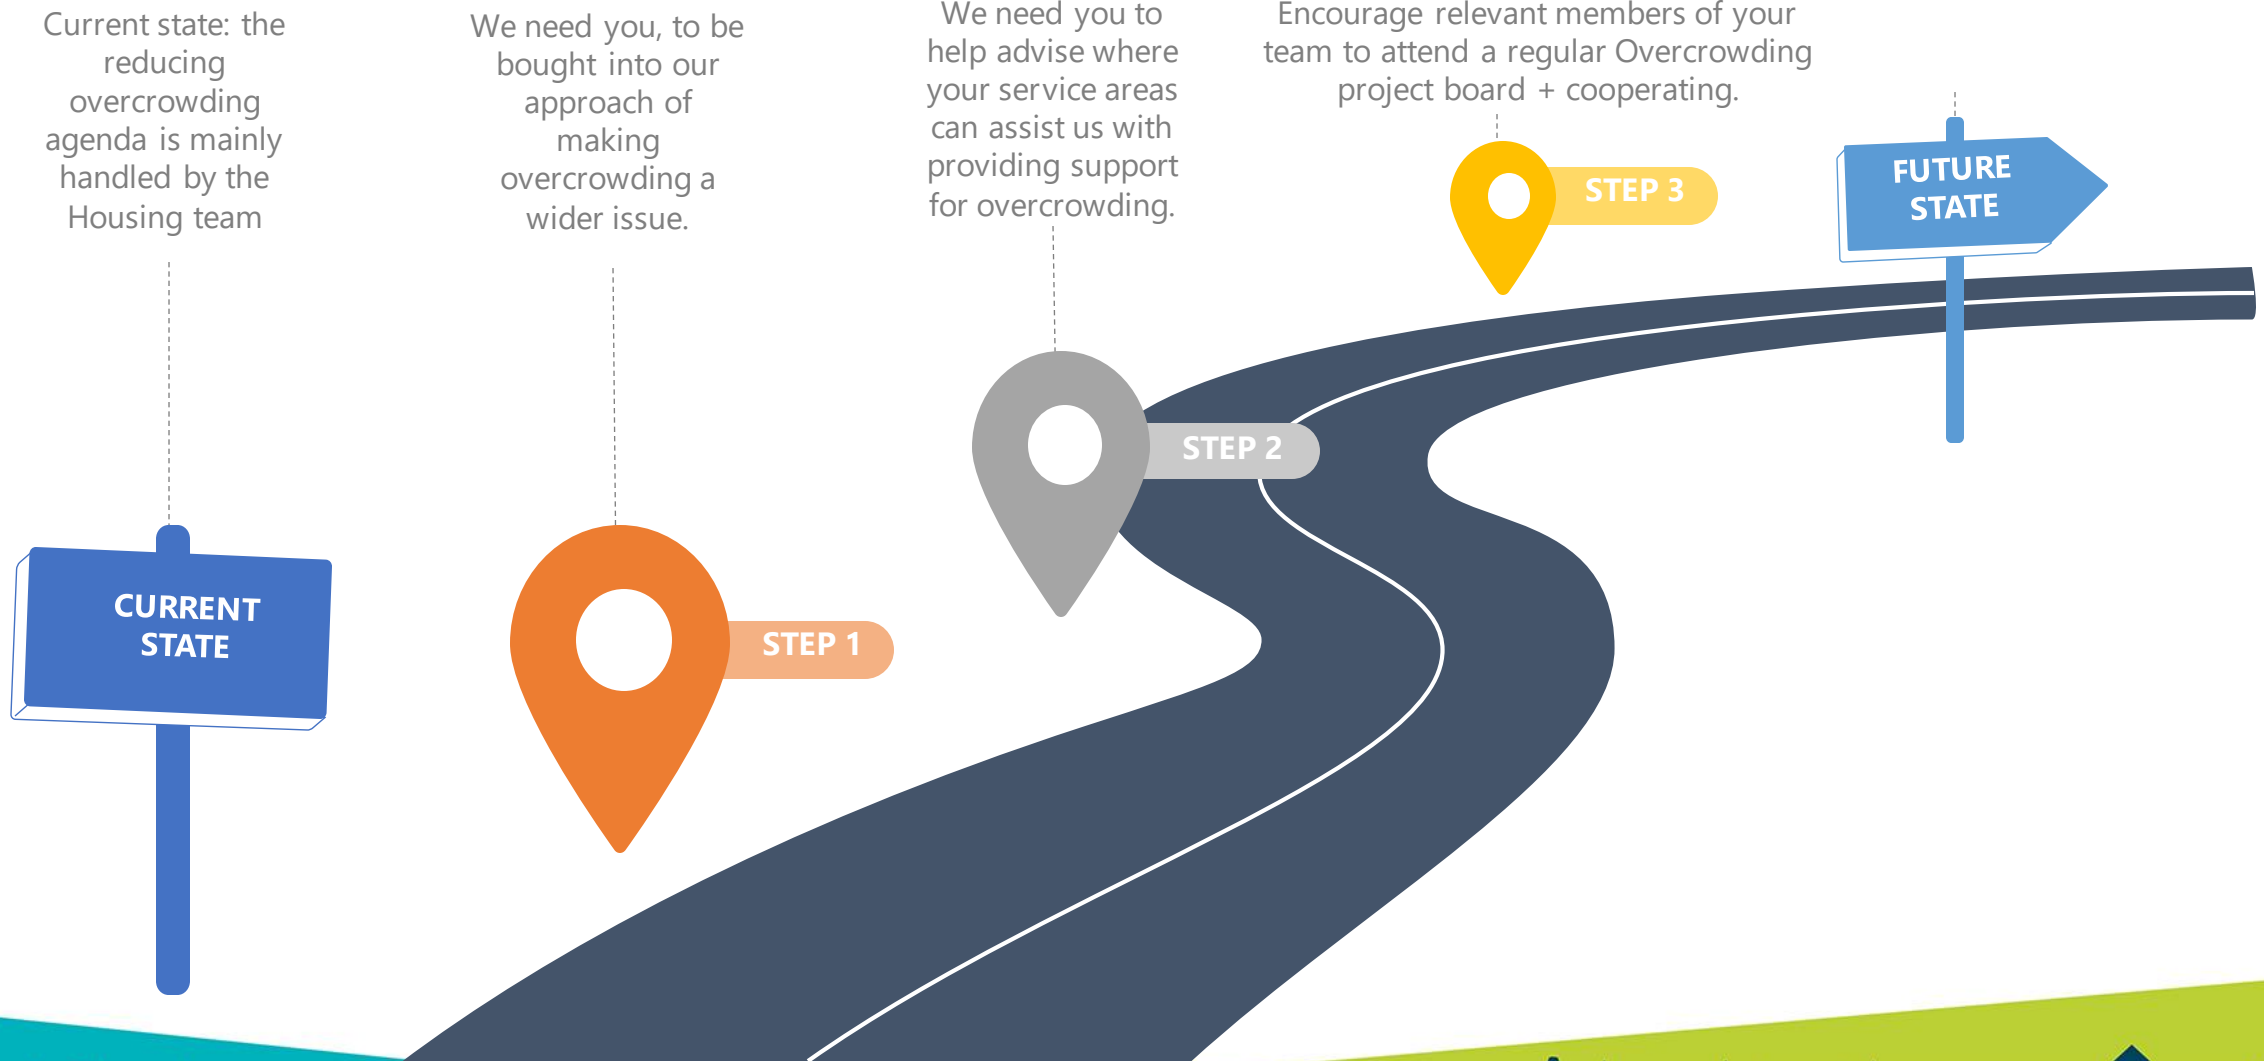 Current state: the
reducing
overcrowding
agenda is mainly
handled by the
Housing team
We need you, to be
bought into our
approach of
making
overcrowding a
wider issue.
We need you to
help advise where
your service areas
can assist us with
providing support
for overcrowding.
Encourage relevant members of your
team to attend a regular Overcrowding
project board + cooperating.
CURRENT
STATE
STEP 1
STEP 2
STEP 3
FUTURE
STATE